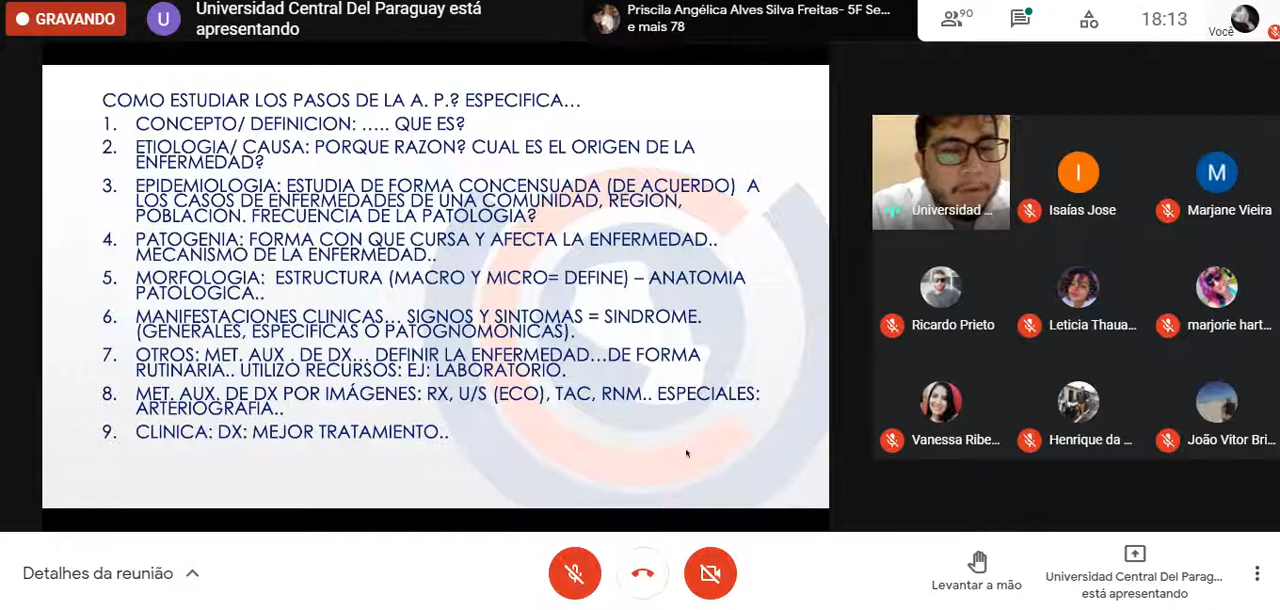 GRAVANDO
U
Universidad Central Del Paraguay está
apresentando
Priscila Angélica Alves Silva Freitas- 5F Se...
e mais 78
90
18:13
Você
COMO ESTUDIAR LOS PASOS DE LA A. P.? ESPECIFICA...
1. CONCEPTO/ DEFINICION: ..... QUE ES?
2. ETIOLOGIA/ CAUSA: PORQUE RAZON? CUAL ES EL ORIGEN DE LA
ENFERMEDAD?
3. EPIDEMIOLOGIA: ESTUDIA DE FORMA CONCENSUADA (DE ACUERDO) A
LOS CASOS DE ENFERMEDADES DE UNA COMUNIDAD, REGION,
POBLACION. FRECUENCIA DE LA PATOLOGIA?
4. PATOGENIA: FORMA CON QUE CURSA Y AFECTA LA ENFERMEDAD..
MECANISMO DE LA ENFERMEDAD..
5. MORFOLOGIA: ESTRUCTURA (MACRO Y MICRO= DEFINE) – ANATOMIA
PATOLOGICA..
6. MANIFESTACIONES CLINICAS... SIGNOS Y SINTOMAS = SINDROME.
(GENERALES, ESPECIFICAS O PATOGNOMONICAS).
7. OTROS: MET. AUX . DE DX... DEFINIR LA ENFERMEDAD...DE FORMA
RUTINARIA.. UTILIZO RECURSOS: EJ: LABORATORIO.
8. MET. AUX. DE DX POR IMÁGENES: RX, U/S (ECO), TAC, RNM.. ESPECIALES:
ARTERIOGRAFIA..
9. CLINICA: DX: MEJOR TRATAMIENTO..
Universidad ...
I
Isaías Jose
M
Marjane Vieira
Ricardo Prieto
Leticia Thaua...
marjorie hart...
Vanessa Ribe...
Henrique da ...
João Vitor Bri...
Detalhes da reunião
Levantar a mão
Universidad Central Del Parag...
está apresentando